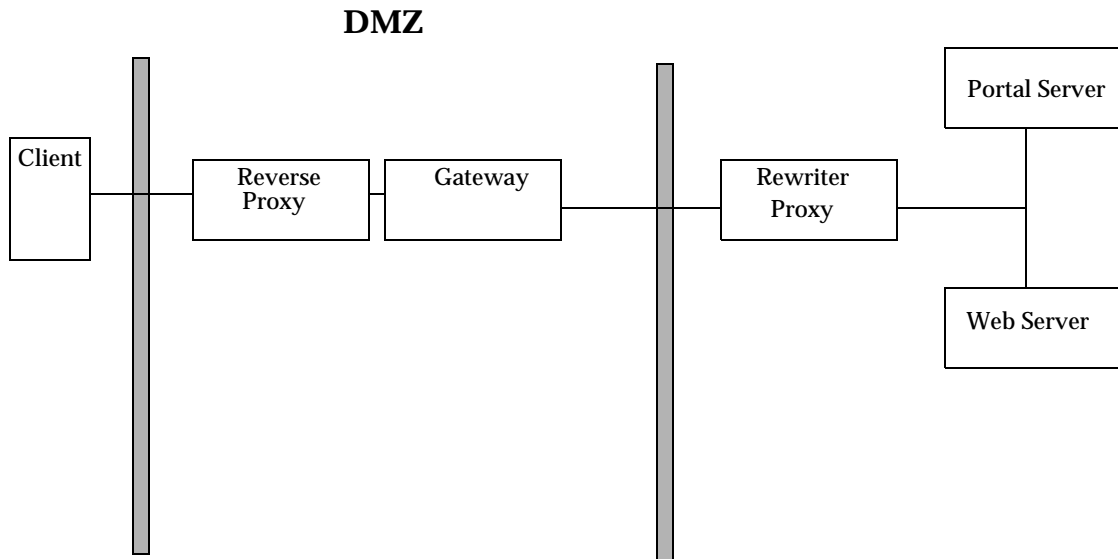 DMZ
Client
Reverse
Proxy
Gateway
Rewriter
Proxy
Portal Server
Web Server